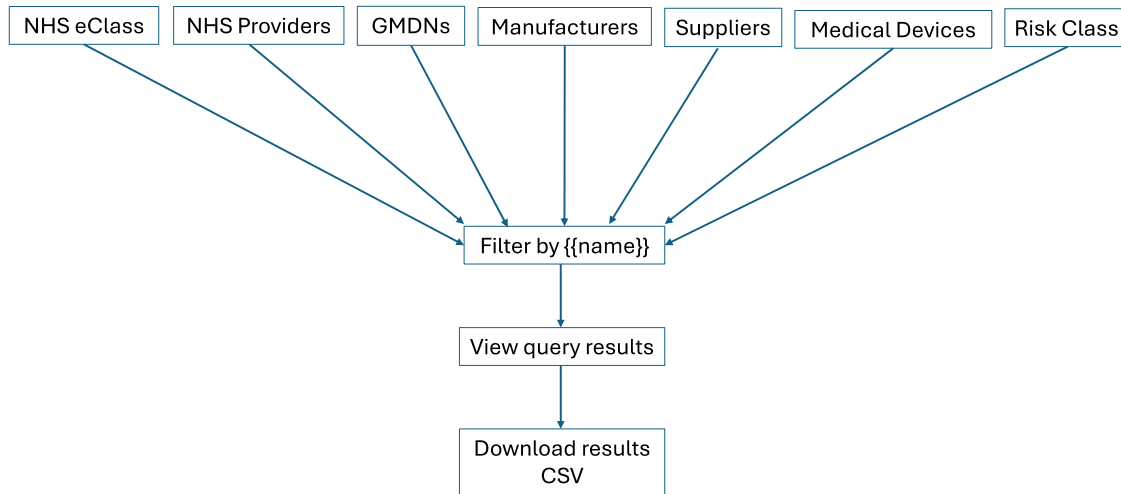 NHS eClass
NHS Providers
GMDNs
Manufacturers
Suppliers
Medical Devices
Risk Class
Filter by {{name}}
View query results
Download results
CSV